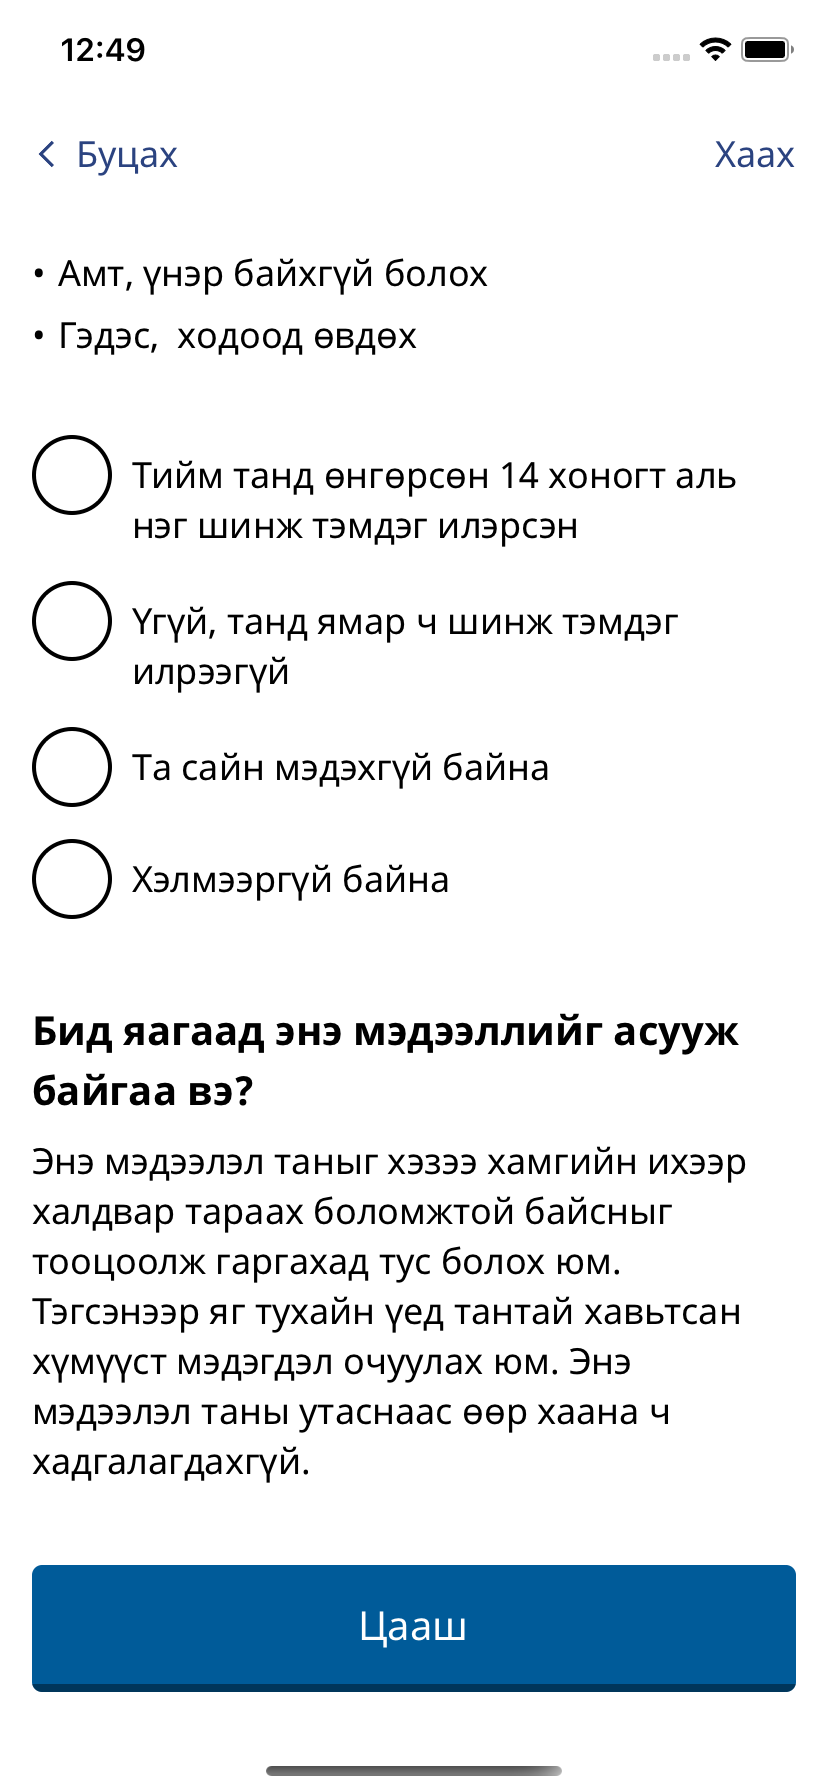 12:49
Буцах
Хаах
• Амт, үнэр байхгүй болох
• Гэдэс,  ходоод өвдөх
Тийм танд өнгөрсөн 14 хоногт аль
нэг шинж тэмдэг илэрсэн
Үгүй, танд ямар ч шинж тэмдэг
илрээгүй
Та сайн мэдэхгүй байна
Хэлмээргүй байна
Бид яагаад энэ мэдээллийг асууж
байгаа вэ?
Энэ мэдээлэл таныг хэзээ хамгийн ихээр
халдвар тараах боломжтой байсныг
тооцоолж гаргахад тус болох юм.
Тэгсэнээр яг тухайн үед тантай хавьтсан
хүмүүст мэдэгдэл очуулах юм. Энэ
мэдээлэл таны утаснаас өөр хаана ч
хадгалагдахгүй.
Цааш